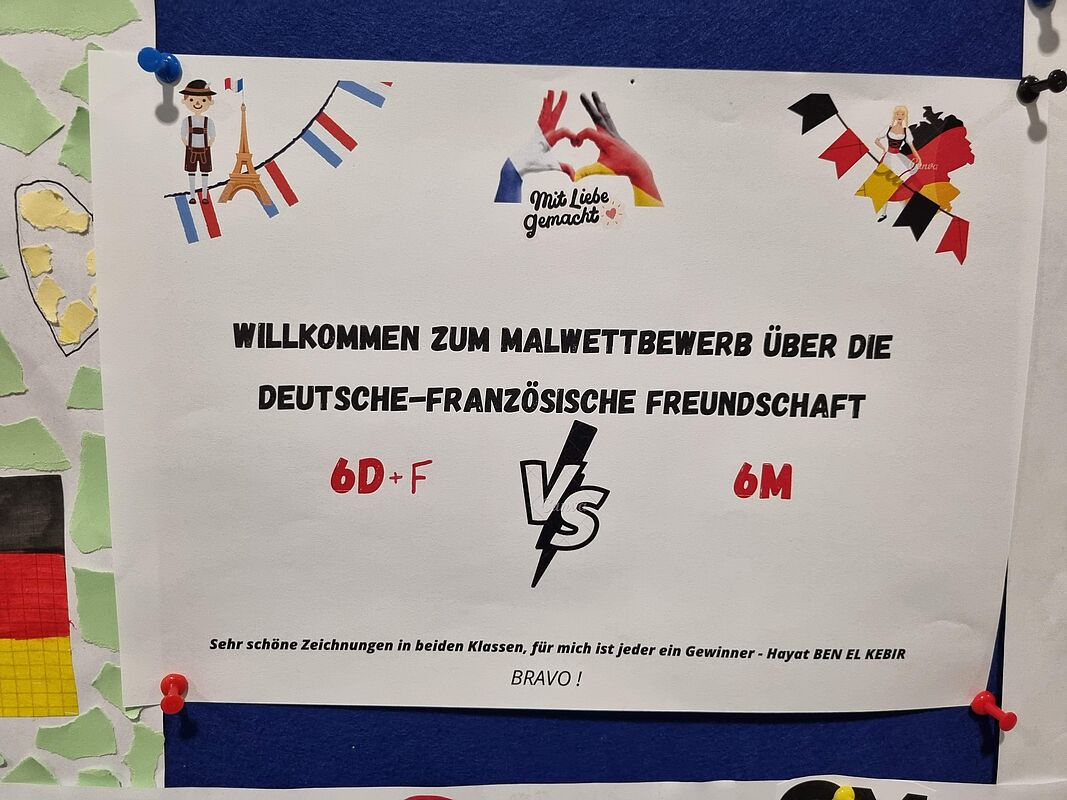 Mit Liebe
gemacht
WILLKOMMEN ZUM MALWETTBEWERB ÜBER DIE
DEUTSCHE-FRANZÖSISCHE FREUNDSCHAFT
6D+F
VS
6M
Sehr schöne Zeichnungen in beiden Klassen, für mich ist jeder ein Gewinner - Hayat BEN EL KEBIR
BRAVO !